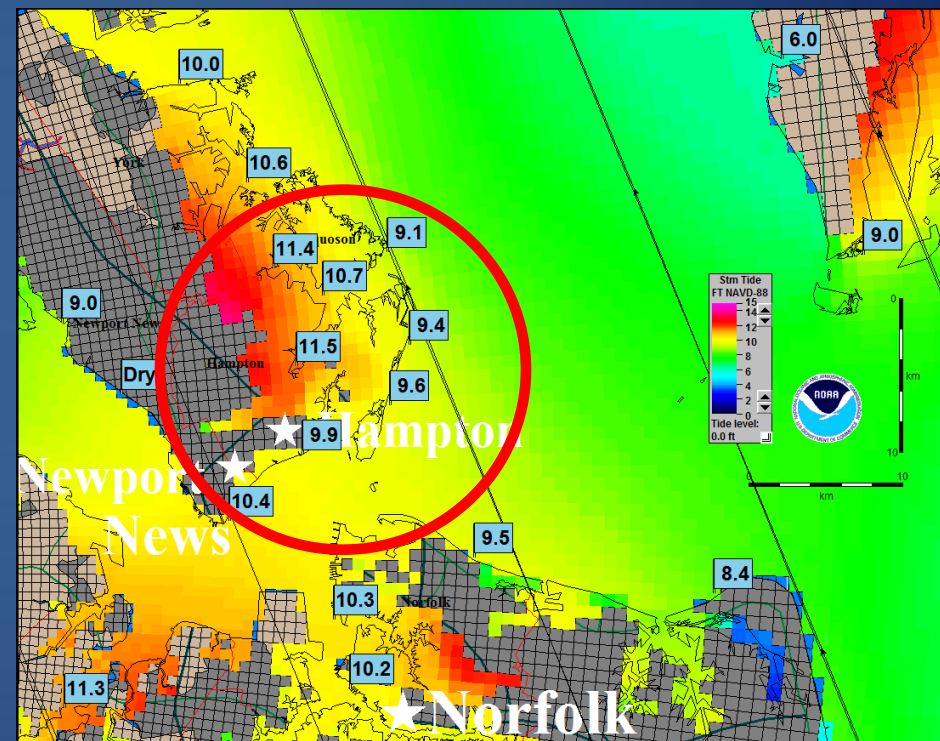 10.0
6.0
York
10.6
9.1
9.0
11.4
uoson
10.7
Stm Tide
FT NAVD-88
15
14
12
10
8
6
4
2
0
Tide level:
0.0 ft
9.0
Newport New
9.4
11.5
Hampton
Dry
9.6
0
km
10
NOAA
9.9
Hampton
Newport
News
10.4
0
10
km
9.5
8.4
10.3
Norfolk
10.2
11.3
Norfolk